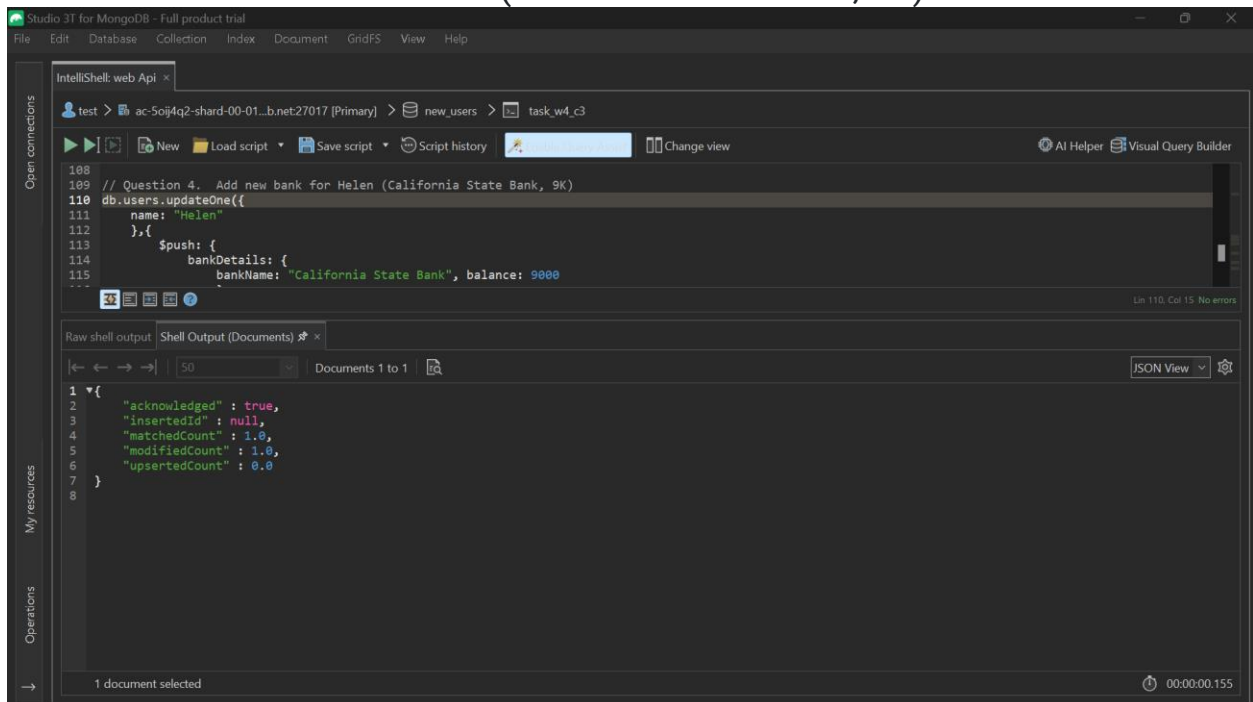 Studio 3T for MongoDB - Full product trial
File Edit Database Collection Index Document GridFS View Help
IntelliShell: web Api ×
test > ac-5oij4q2-shard-00-01...b.net:27017 [Primary] > new_users > task_w4_c3
New Load script Save script Script history Change view AI Helper Visual Query Builder
108
109 // Question 4. Add new bank for Helen (California State Bank, 9K)
110 db.users.updateOne({
111 name: "Helen"
112 },{
113 $push: {
114 bankDetails: {
115 bankName: "California State Bank", balance: 9000
Lin 110, Col 15 No errors
Raw shell output Shell Output (Documents) ×
50 Documents 1 to 1 JSON View
1 {
2 "acknowledged" : true,
3 "insertedId" : null,
4 "matchedCount" : 1.0,
5 "modifiedCount" : 1.0,
6 "upsertedCount" : 0.0
7 }
8
1 document selected 00:00:00.155
Open connections
My resources
Operations